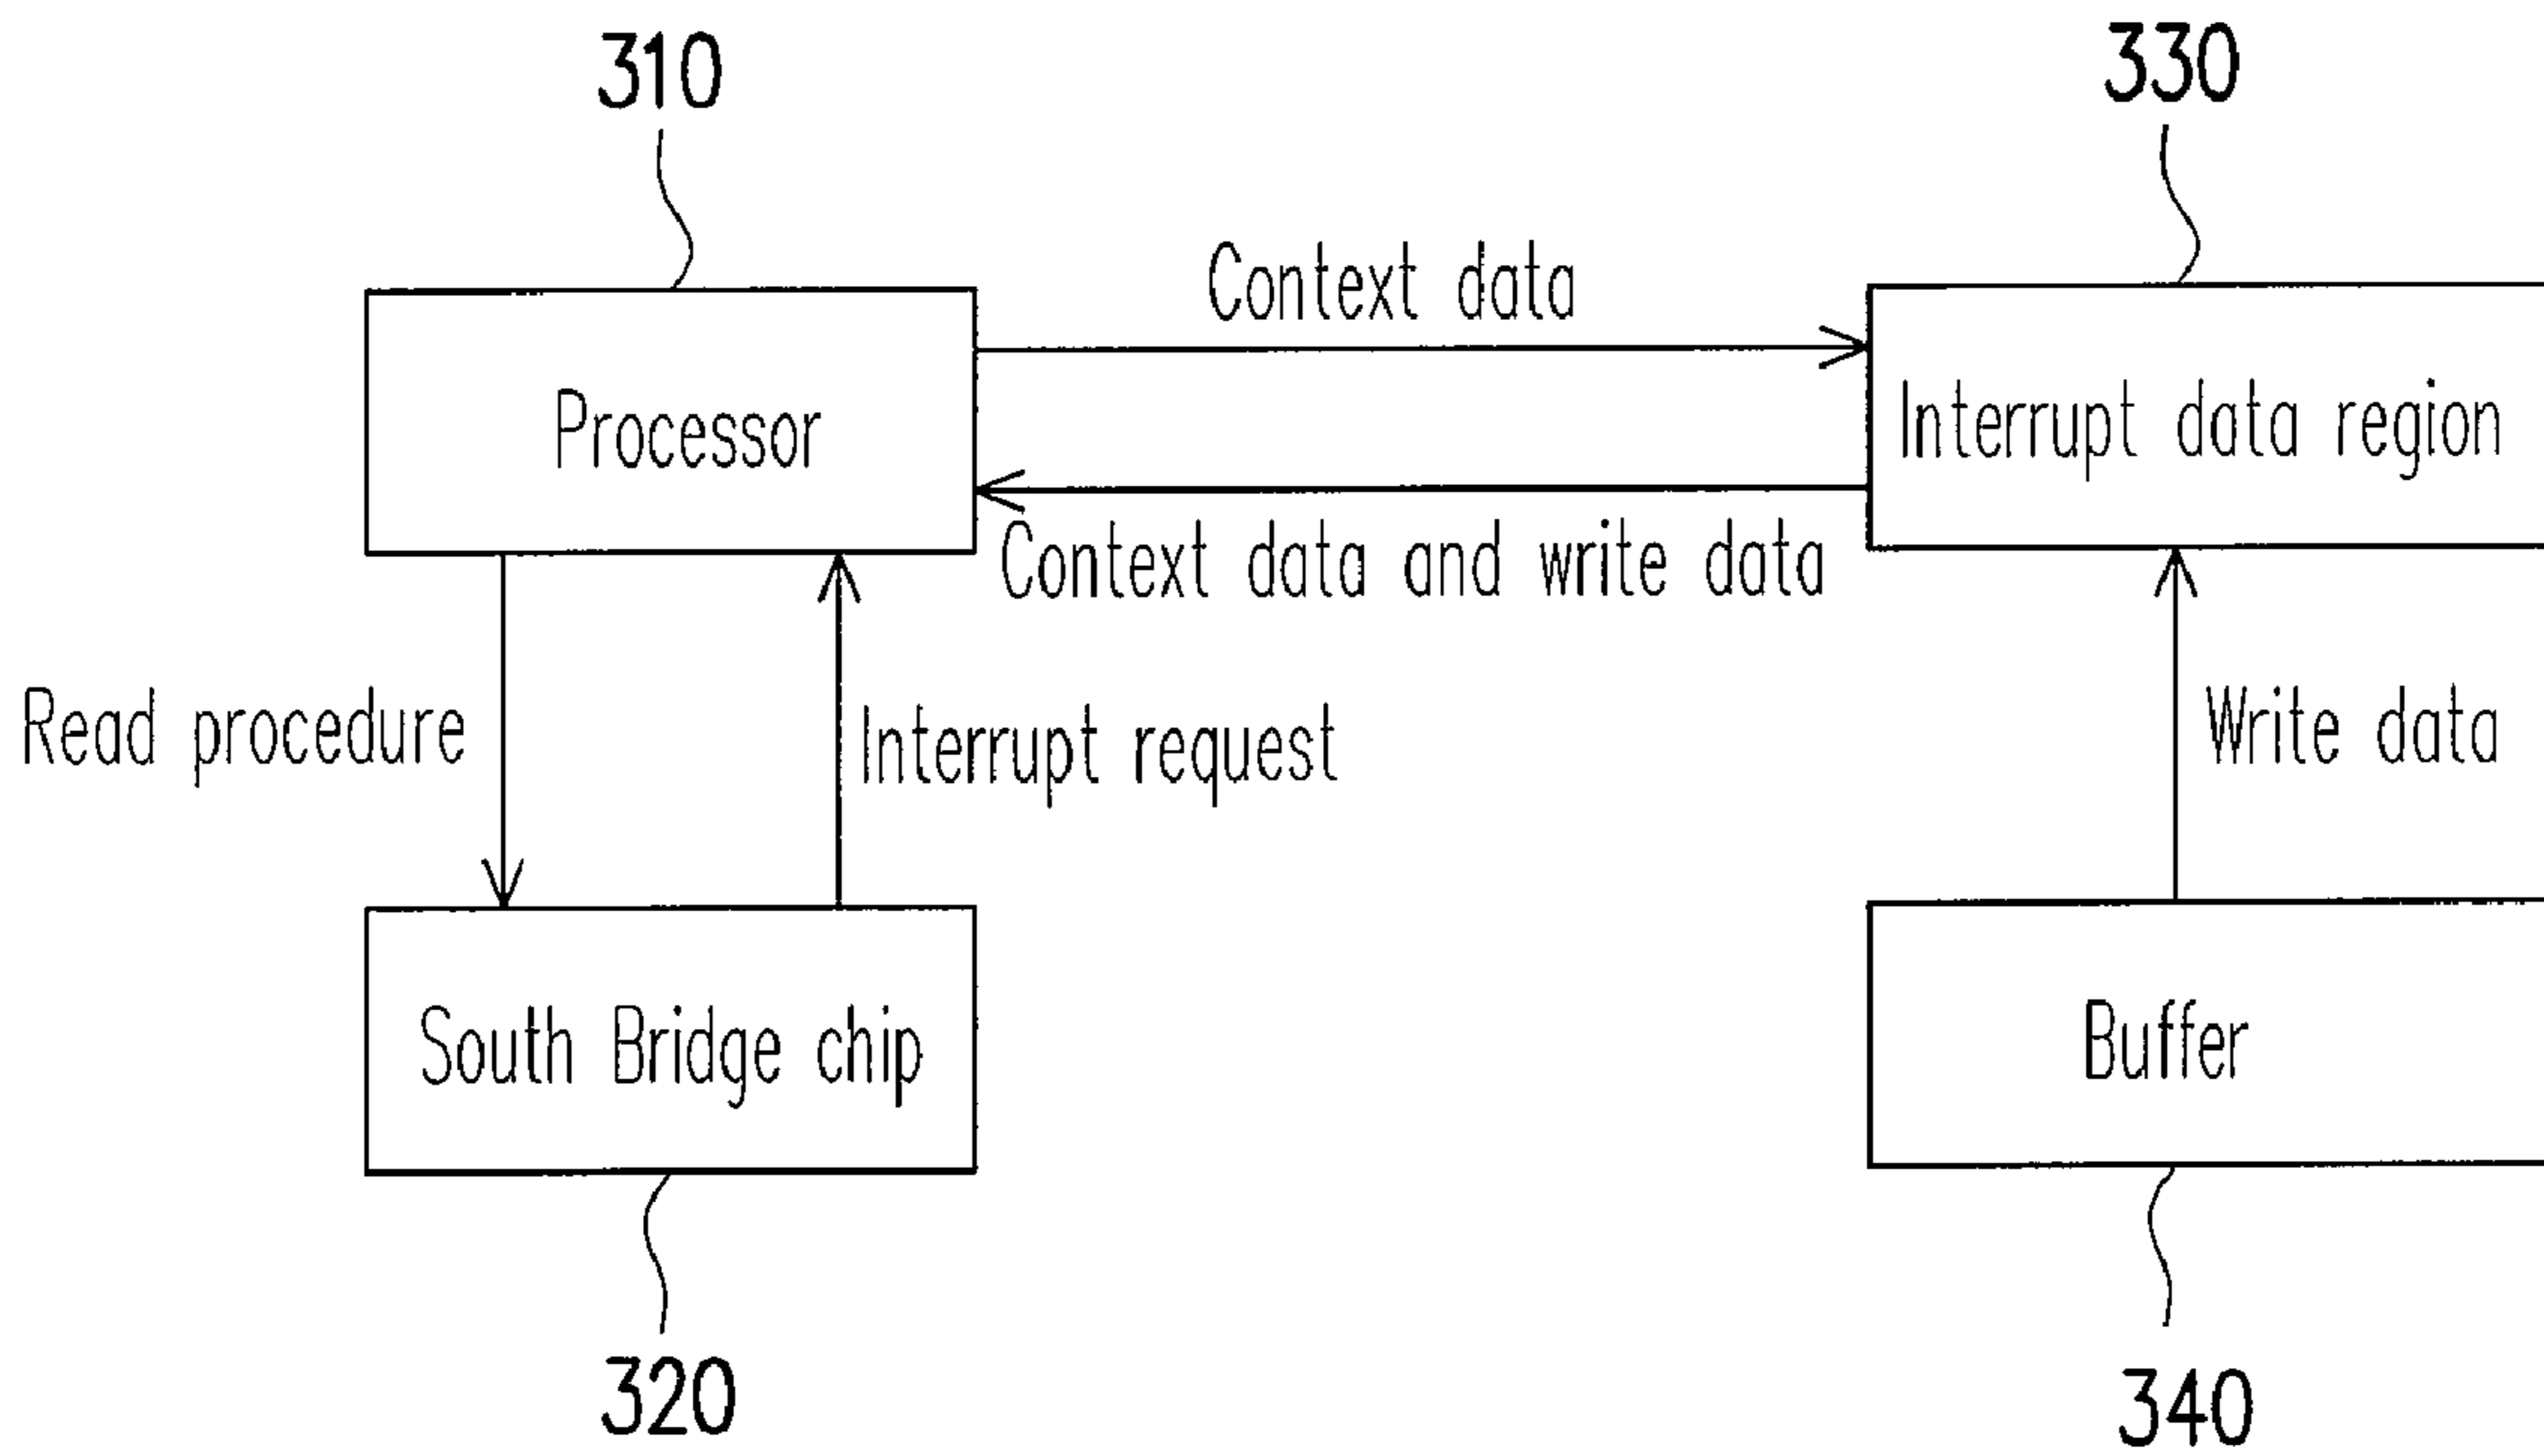 310
330
Context data
Processor
Interrupt data region
Context data and write data
Read procedure
Interrupt request
Write data
South Bridge chip
Buffer
320
340